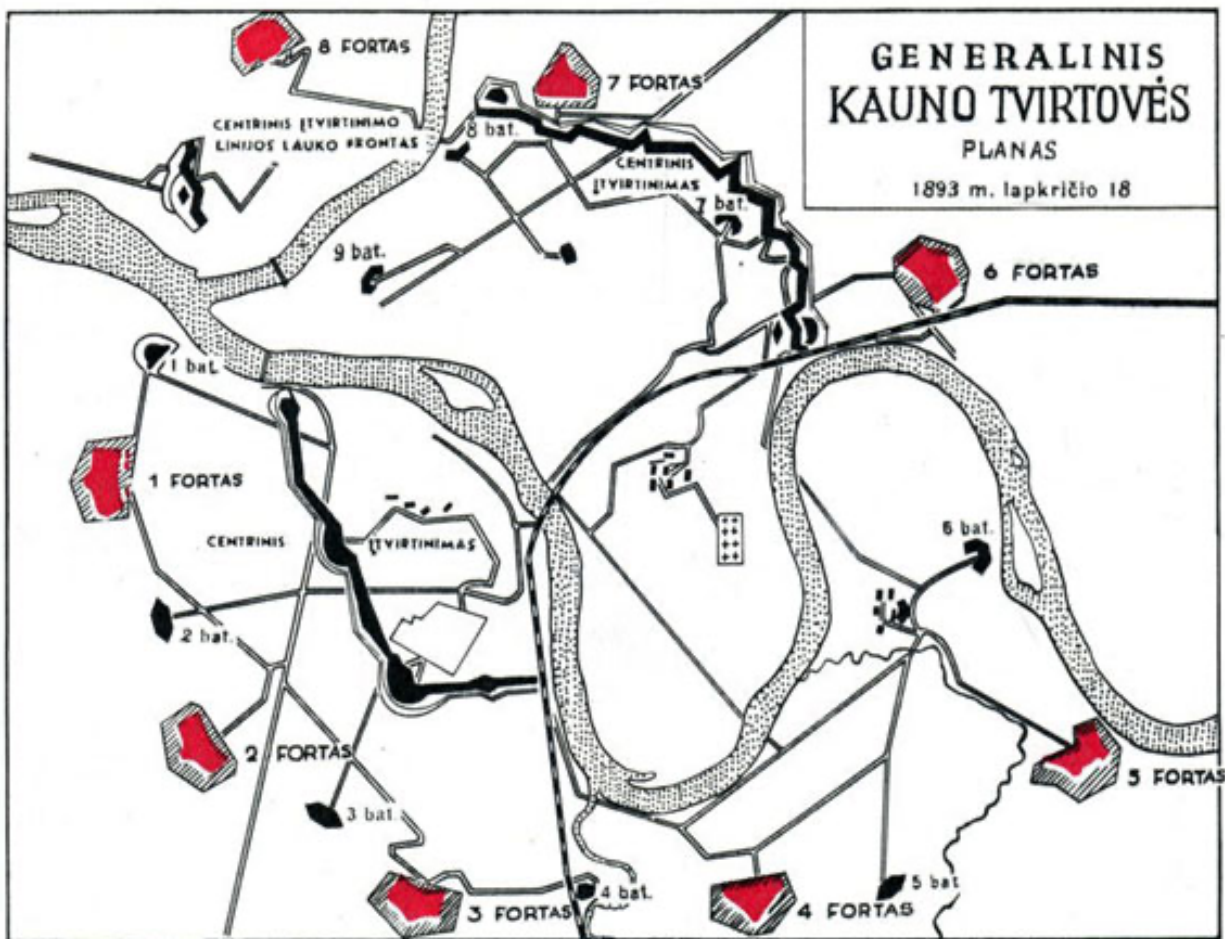 GENERALINIS
KAUNO TVIRTOVĖS
PLANAS
1893 m. lapkričio 18
8 FORTAS
7 FORTAS
CENTRINIS ĮTVIRTINIMO
LINIJOS LAUKO FRONTAS
8 bat.
CENTRINIS
ĮTVIRTINIMAS
7 bat.
9 bat.
6 FORTAS
1 bat.
1 FORTAS
CENTRINIS ĮTVIRTINIMAS
6 bat.
2 bat.
2 FORTAS
5 FORTAS
3 bat.
3 FORTAS
4 bat.
4 FORTAS
5 bat